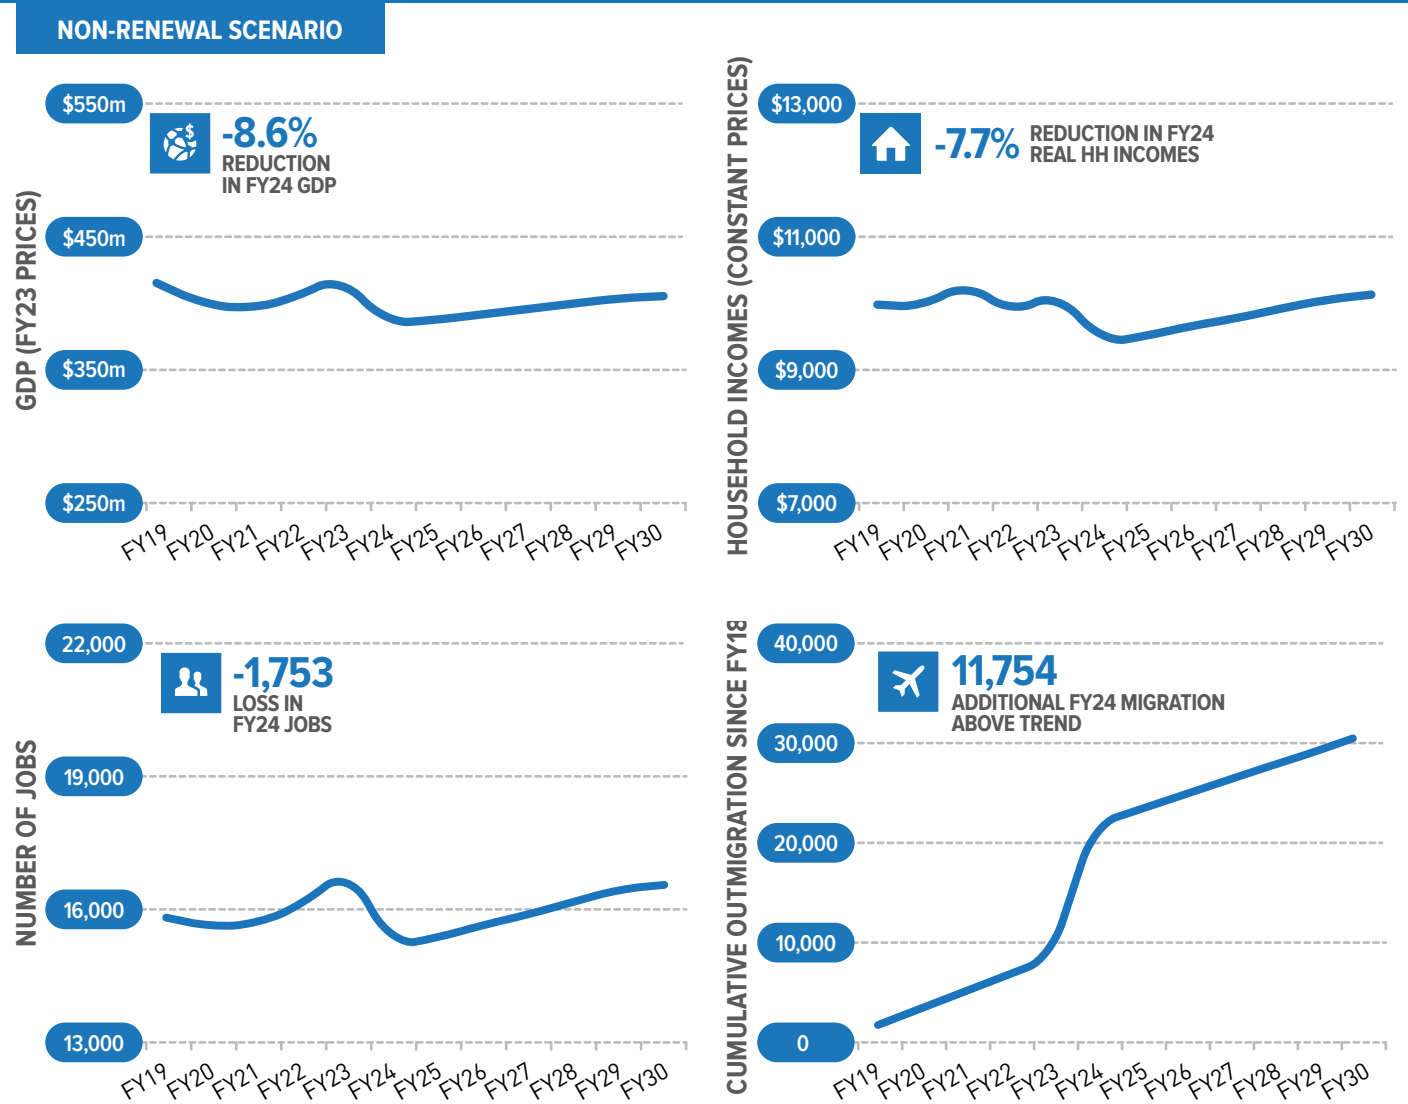 NON-RENEWAL SCENARIO
GDP (FY23 PRICES)
$550m
$450m
$350m
$250m
-8.6%
REDUCTION
IN FY24 GDP
FY19 FY20 FY21 FY22 FY23 FY24 FY25 FY26 FY27 FY28 FY29 FY30
HOUSEHOLD INCOMES (CONSTANT PRICES)
$13,000
$11,000
$9,000
$7,000
-7.7%
REDUCTION IN FY24
REAL HH INCOMES
FY19 FY20 FY21 FY22 FY23 FY24 FY25 FY26 FY27 FY28 FY29 FY30
NUMBER OF JOBS
22,000
19,000
16,000
13,000
-1,753
LOSS IN
FY24 JOBS
FY19 FY20 FY21 FY22 FY23 FY24 FY25 FY26 FY27 FY28 FY29 FY30
CUMULATIVE OUTMIGRATION SINCE FY18
40,000
30,000
20,000
10,000
0
11,754
ADDITIONAL FY24 MIGRATION
ABOVE TREND
FY19 FY20 FY21 FY22 FY23 FY24 FY25 FY26 FY27 FY28 FY29 FY30